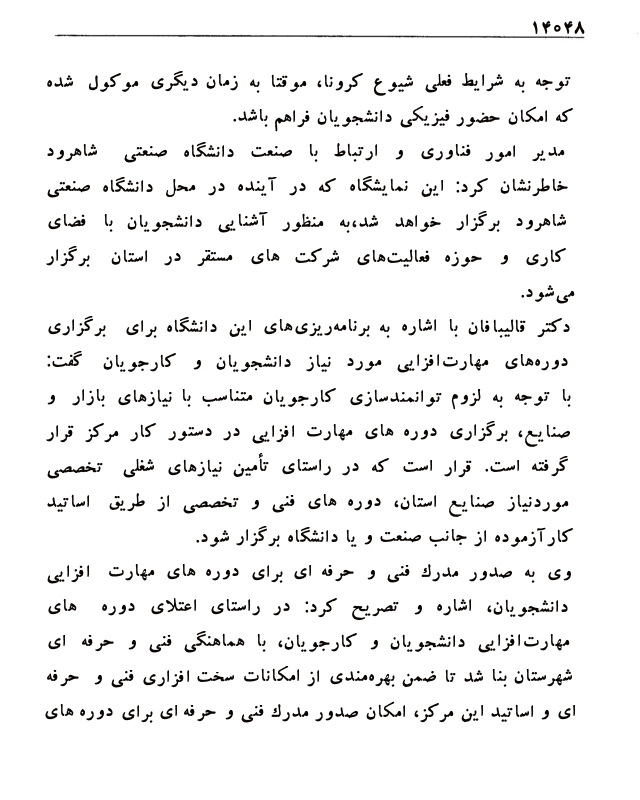 ۱۴۰۴۸
توجه به شرایط فعلی شیوع کرونا، موقتا به زمان دیگری موکول شده
که امکان حضور فیزیکی دانشجویان فراهم باشد.
مدیر امور فناوری و ارتباط با صنعت دانشگاه صنعتی شاهرود
خاطرنشان کرد: این نمایشگاه که در آینده در محل دانشگاه صنعتی
شاهرود برگزار خواهد شد،به منظور آشنایی دانشجویان با فضای
کاری و حوزه فعالیت‌های شرکت های مستقر در استان برگزار
می‌شود.
دکتر قالیبافان با اشاره به برنامه‌ریزی‌های این دانشگاه برای برگزاری
دوره‌های مهارت‌افزایی مورد نیاز دانشجویان و کارجویان گفت:
با توجه به لزوم توانمندسازی کارجویان متناسب با نیازهای بازار و
صنایع، برگزاری دوره های مهارت افزایی در دستور کار مرکز قرار
گرفته است. قرار است که در راستای تأمین نیازهای شغلی تخصصی
موردنیاز صنایع استان، دوره های فنی و تخصصی از طریق اساتید
کارآزموده از جانب صنعت و یا دانشگاه برگزار شود.
وی به صدور مدرك فنی و حرفه ای برای دوره های مهارت افزایی
دانشجویان، اشاره و تصریح کرد: در راستای اعتلای دوره های
مهارت‌افزایی دانشجویان و کارجویان، با هماهنگی فنی و حرفه ای
شهرستان بنا شد تا ضمن بهره‌مندی از امکانات سخت افزاری فنی و حرفه
ای و اساتید این مرکز، امکان صدور مدرك فنی و حرفه ای برای دوره های